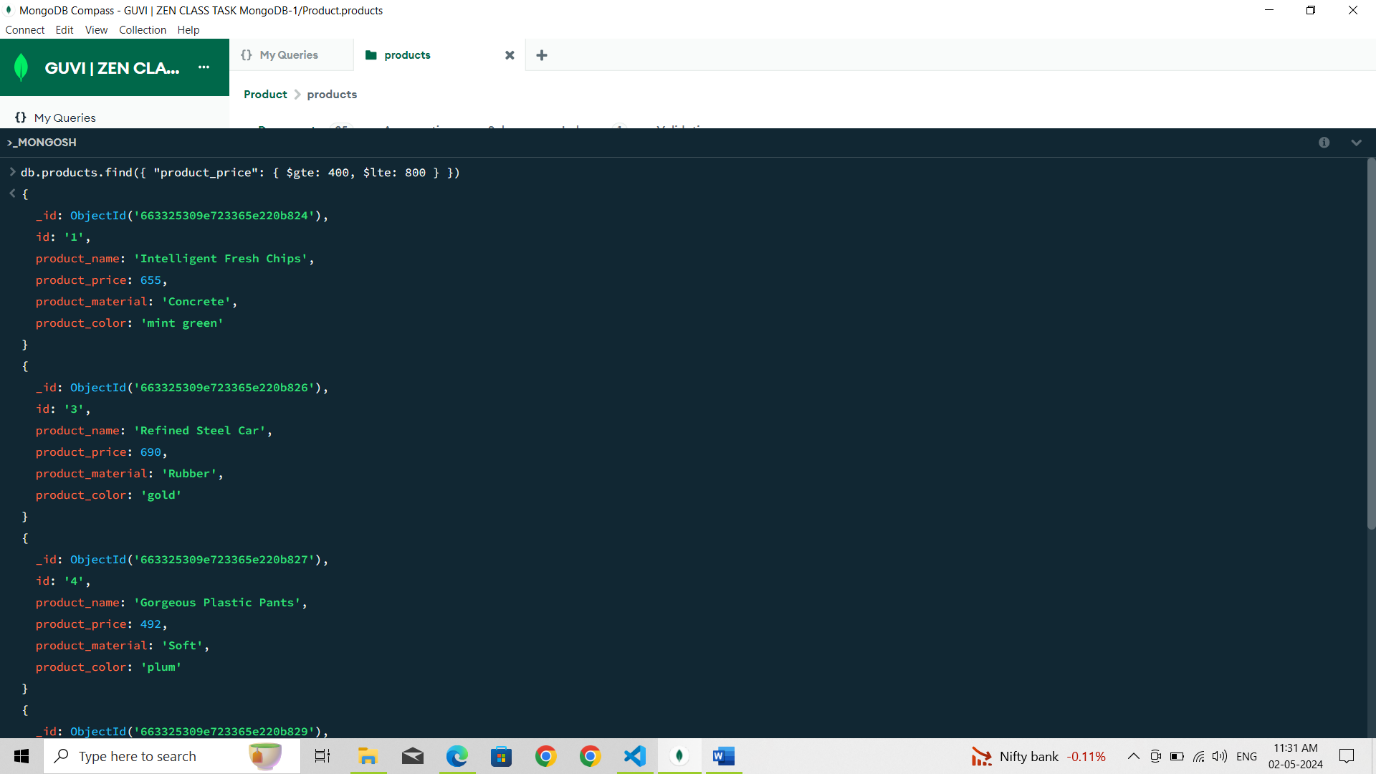 MongoDB Compass - GUVI | ZEN CLASS TASK MongoDB-1/Product.products
Connect Edit View Collection Help
GUVI | ZEN CLA... ...
{} My Queries
products
{} My Queries
Product > products
>_MONGOSH
> db.products.find({ "product_price": { $gte: 400, $lte: 800 } })
< {
_id: ObjectId('663325309e723365e220b824'),
id: '1',
product_name: 'Intelligent Fresh Chips',
product_price: 655,
product_material: 'Concrete',
product_color: 'mint green'
}
{
_id: ObjectId('663325309e723365e220b826'),
id: '3',
product_name: 'Refined Steel Car',
product_price: 690,
product_material: 'Rubber',
product_color: 'gold'
}
{
_id: ObjectId('663325309e723365e220b827'),
id: '4',
product_name: 'Gorgeous Plastic Pants',
product_price: 492,
product_material: 'Soft',
product_color: 'plum'
}
{
_id: ObjectId('663325309e723365e220b829'),
Type here to search
Nifty bank -0.11%
ENG
11:31 AM
02-05-2024